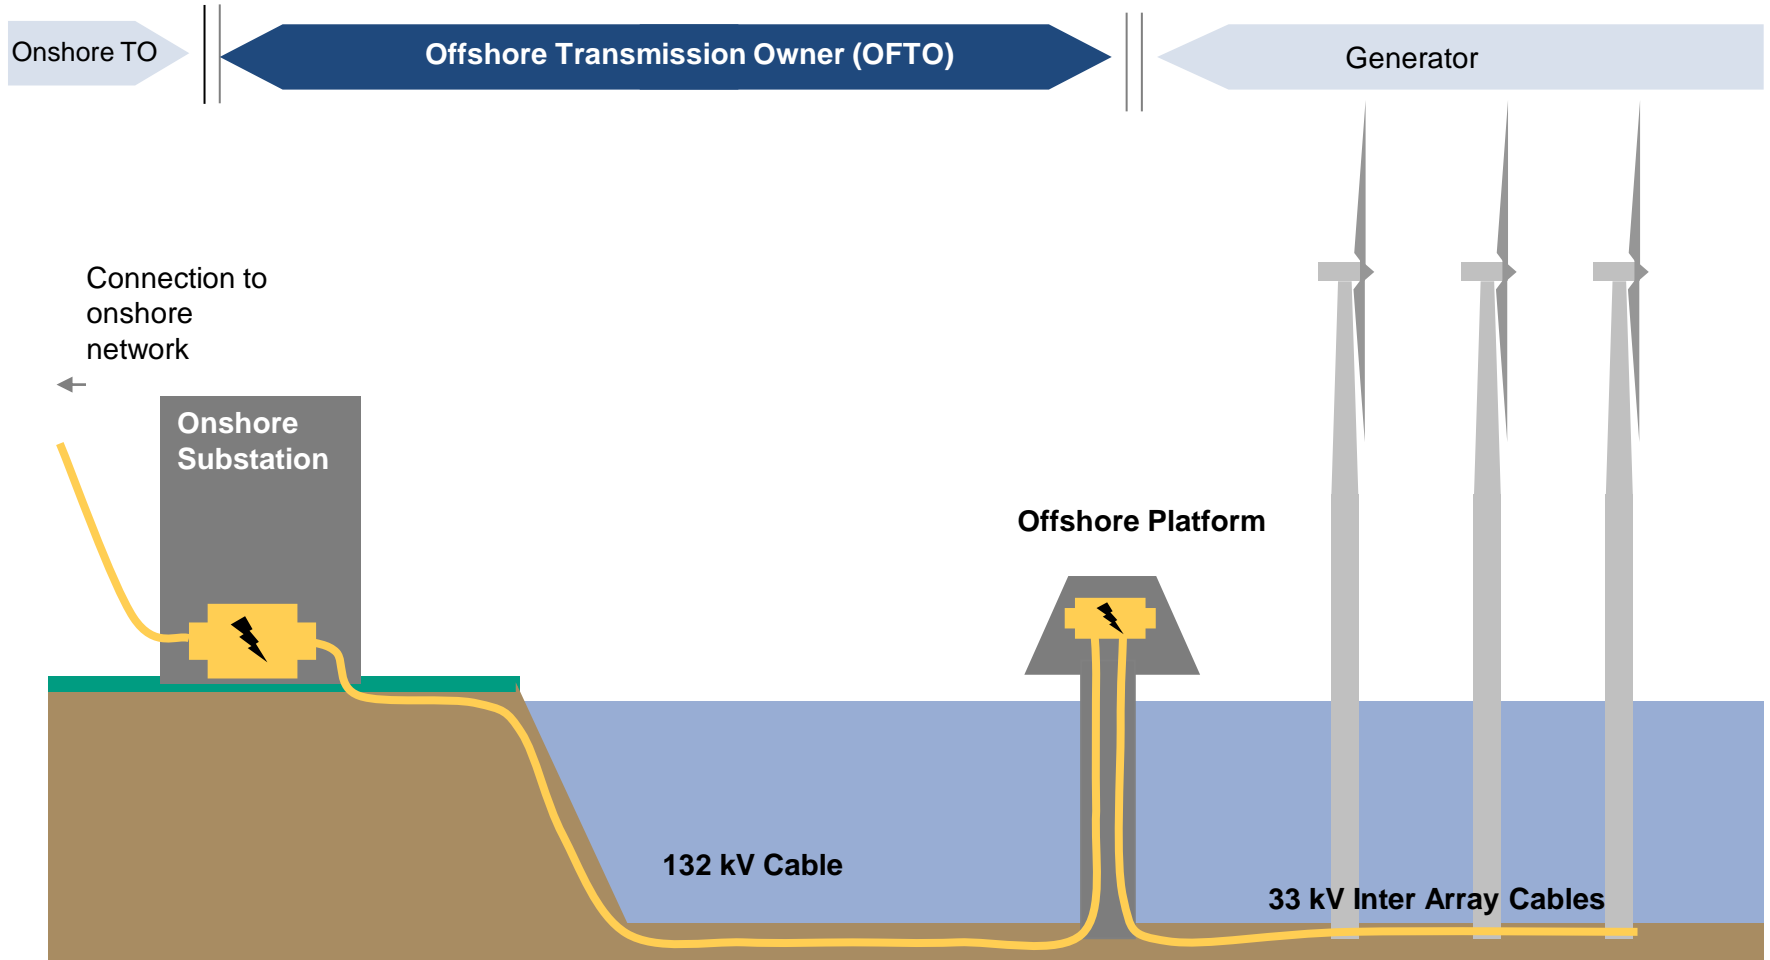 Onshore TO
Offshore Transmission Owner (OFTO)
Generator
Connection to
onshore
network
Onshore
Substation
Offshore Platform
132 kV Cable
33 kV Inter Array Cables